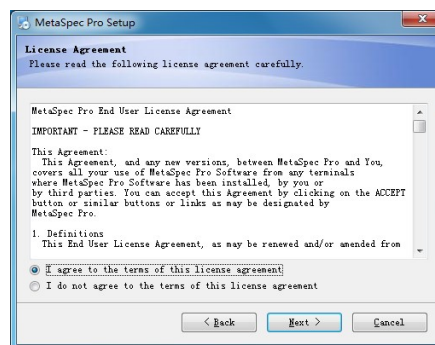 MetaSpec Pro Setup
License Agreement
Please read the following license agreement carefully.
MetaSpec Pro End User License Agreement
IMPORTANT - PLEASE READ CAREFULLY
This Agreement:
This Agreement, and any new versions, between MetaSpec Pro and You,
covers all your use of MetaSpec Pro Software from any terminals
where MetaSpec Pro Software has been installed, by you or
by third parties. You can accept this Agreement by clicking on the ACCEPT
button or similar buttons or links as may be designated by
MetaSpec Pro.
1. Definitions
This End User License Agreement, as may be renewed and/or amended from
I agree to the terms of this license agreement
I do not agree to the terms of this license agreement
< Back
Next >
Cancel